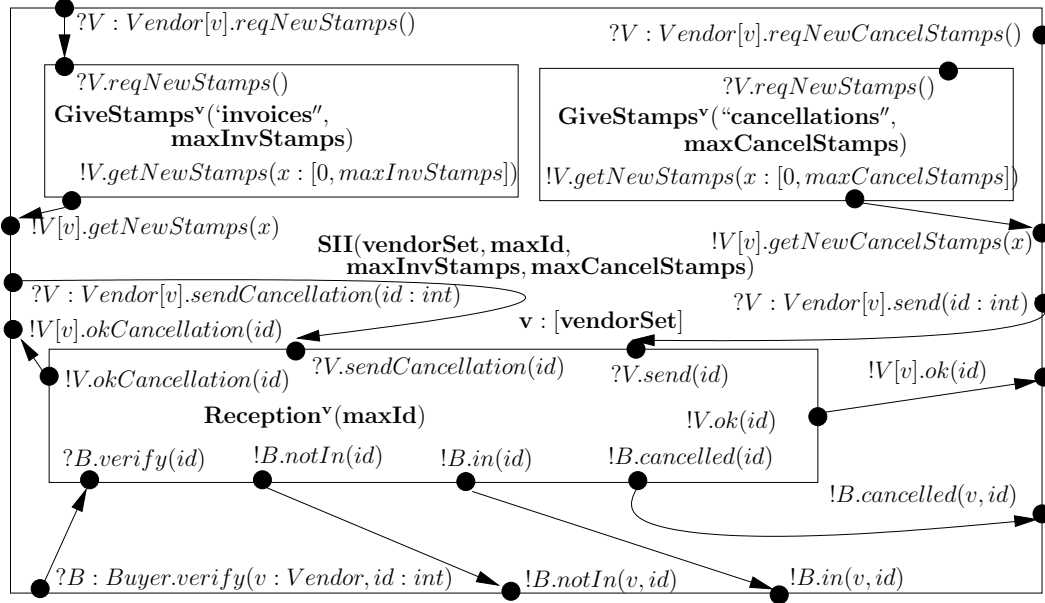 ?V : Vendor[v].reqNewStamps()
?V : Vendor[v].reqNewCancelStamps()
?V.reqNewStamps()
GiveStampsᵛ(‘invoices″,
maxInvStamps)
!V.getNewStamps(x : [0, maxInvStamps])
?V.reqNewStamps()
GiveStampsᵛ(“cancellations″,
maxCancelStamps)
!V.getNewStamps(x : [0, maxCancelStamps])
!V[v].getNewStamps(x)
!V[v].getNewCancelStamps(x)
SII(vendorSet, maxId,
maxInvStamps, maxCancelStamps)
?V : Vendor[v].sendCancellation(id : int)
?V : Vendor[v].send(id : int)
!V[v].okCancellation(id)
v : [vendorSet]
?V.sendCancellation(id)
?V.send(id)
!V[v].ok(id)
!V.okCancellation(id)
Receptionᵛ(maxId)
!V.ok(id)
?B.verify(id)
!B.notIn(id)
!B.in(id)
!B.cancelled(id)
!B.cancelled(v, id)
?B : Buyer.verify(v : Vendor, id : int)
!B.notIn(v, id)
!B.in(v, id)